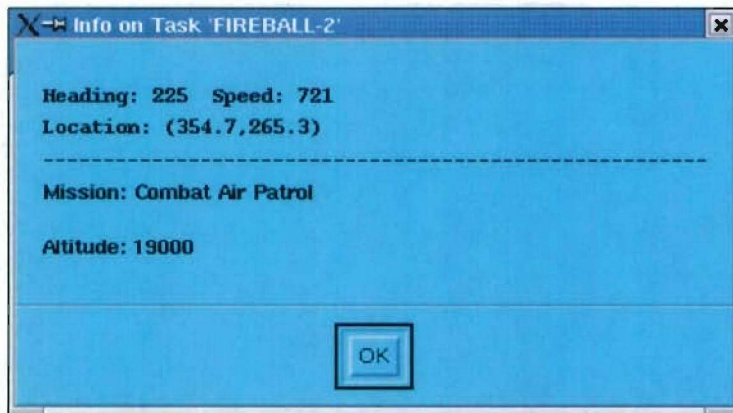 Info on Task 'FIREBALL-2'
Heading: 225 Speed: 721
Location: (354.7,265.3)
------------------------------------------------------
Mission: Combat Air Patrol
Altitude: 19000
OK